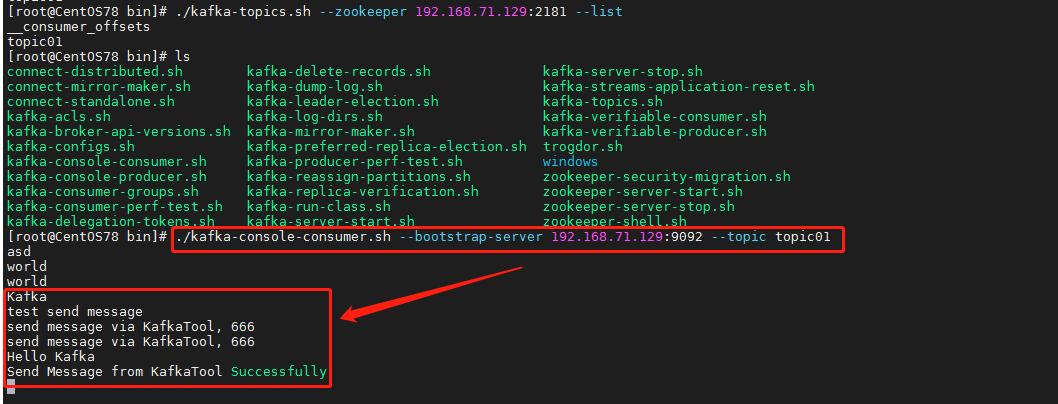 [root@CentOS78 bin]# ./kafka-topics.sh --zookeeper 192.168.71.129:2181 --list
__consumer_offsets
topic01
[root@CentOS78 bin]# ls
connect-distributed.sh kafka-delete-records.sh kafka-server-stop.sh
connect-mirror-maker.sh kafka-dump-log.sh kafka-streams-application-reset.sh
connect-standalone.sh kafka-leader-election.sh kafka-topics.sh
kafka-acls.sh kafka-log-dirs.sh kafka-verifiable-consumer.sh
kafka-broker-api-versions.sh kafka-mirror-maker.sh kafka-verifiable-producer.sh
kafka-configs.sh kafka-preferred-replica-election.sh trogdor.sh
kafka-console-consumer.sh kafka-producer-perf-test.sh windows
kafka-console-producer.sh kafka-reassign-partitions.sh zookeeper-security-migration.sh
kafka-consumer-groups.sh kafka-replica-verification.sh zookeeper-server-start.sh
kafka-consumer-perf-test.sh kafka-run-class.sh zookeeper-server-stop.sh
kafka-delegation-tokens.sh kafka-server-start.sh zookeeper-shell.sh
[root@CentOS78 bin]# ./kafka-console-consumer.sh --bootstrap-server 192.168.71.129:9092 --topic topic01
asd
world
world
Kafka
test send message
send message via KafkaTool, 666
send message via KafkaTool, 666
Hello Kafka
Send Message from KafkaTool Successfully